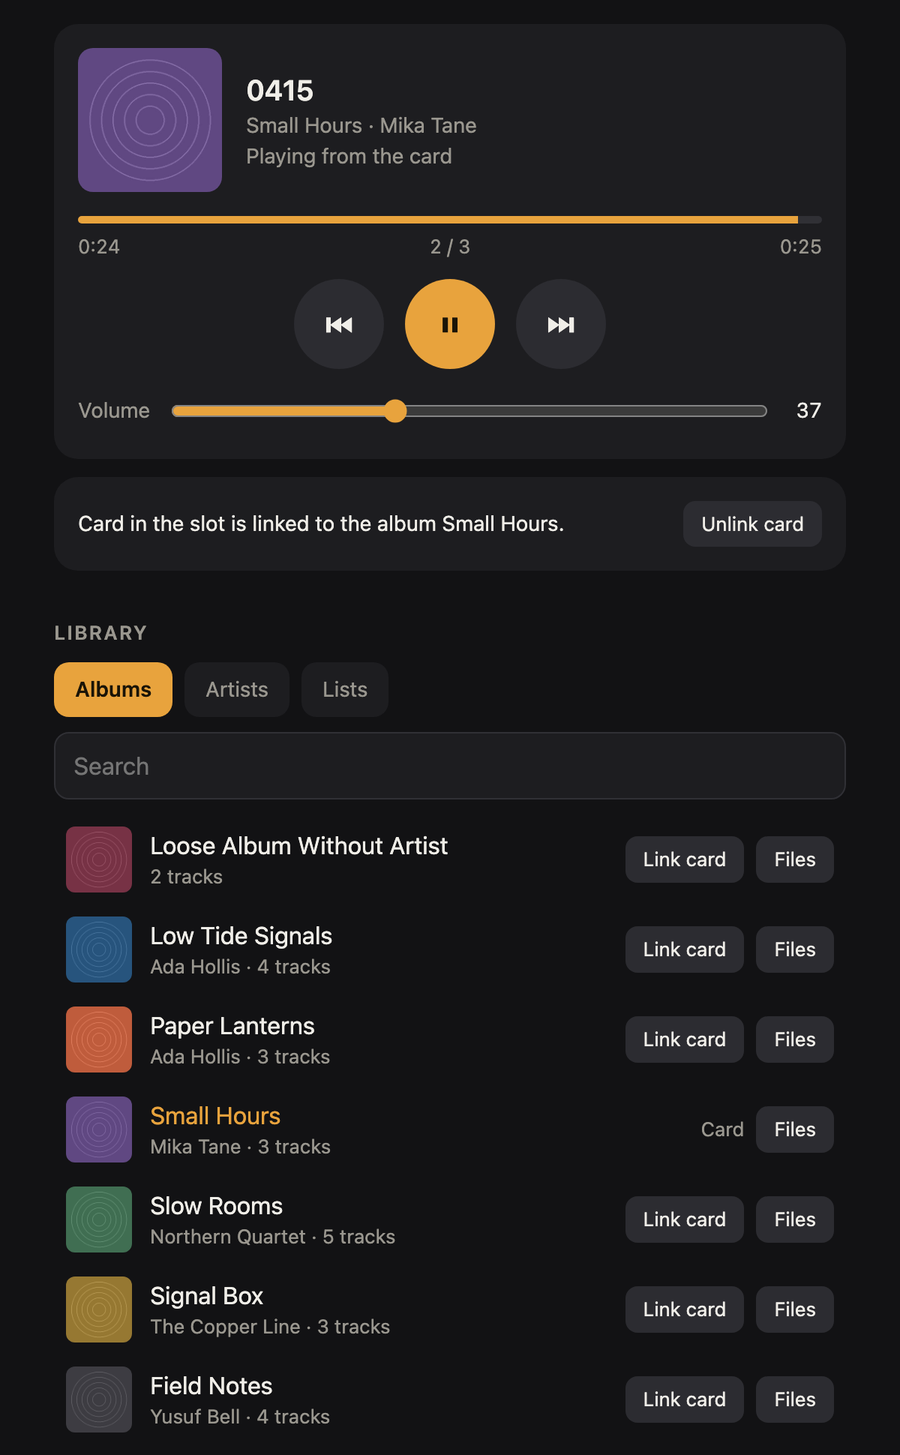 0415
Small Hours · Mika Tane
Playing from the card
0:24 2 / 3 0:25
Volume 37
Card in the slot is linked to the album Small Hours. Unlink card
LIBRARY
Albums Artists Lists
Search
Loose Album Without Artist
2 tracks
Link card Files
Low Tide Signals
Ada Hollis · 4 tracks
Link card Files
Paper Lanterns
Ada Hollis · 3 tracks
Link card Files
Small Hours
Mika Tane · 3 tracks
Card Files
Slow Rooms
Northern Quartet · 5 tracks
Link card Files
Signal Box
The Copper Line · 3 tracks
Link card Files
Field Notes
Yusuf Bell · 4 tracks
Link card Files